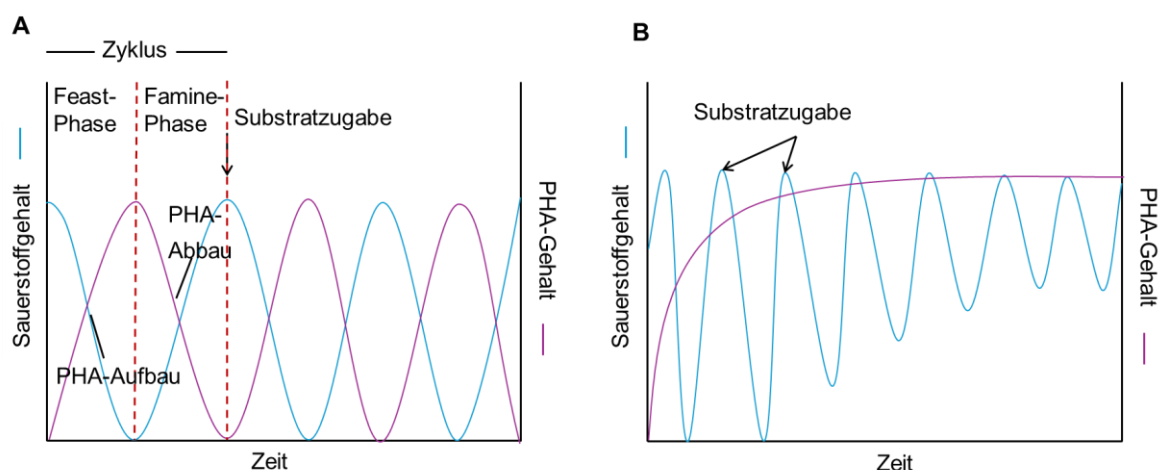 A
Zyklus
Feast-
Phase
Famine-
Phase
Substratzugabe
PHA-
Abbau
PHA-Aufbau
Sauerstoffgehalt
PHA-Gehalt
Zeit
B
Substratzugabe
Sauerstoffgehalt
PHA-Gehalt
Zeit